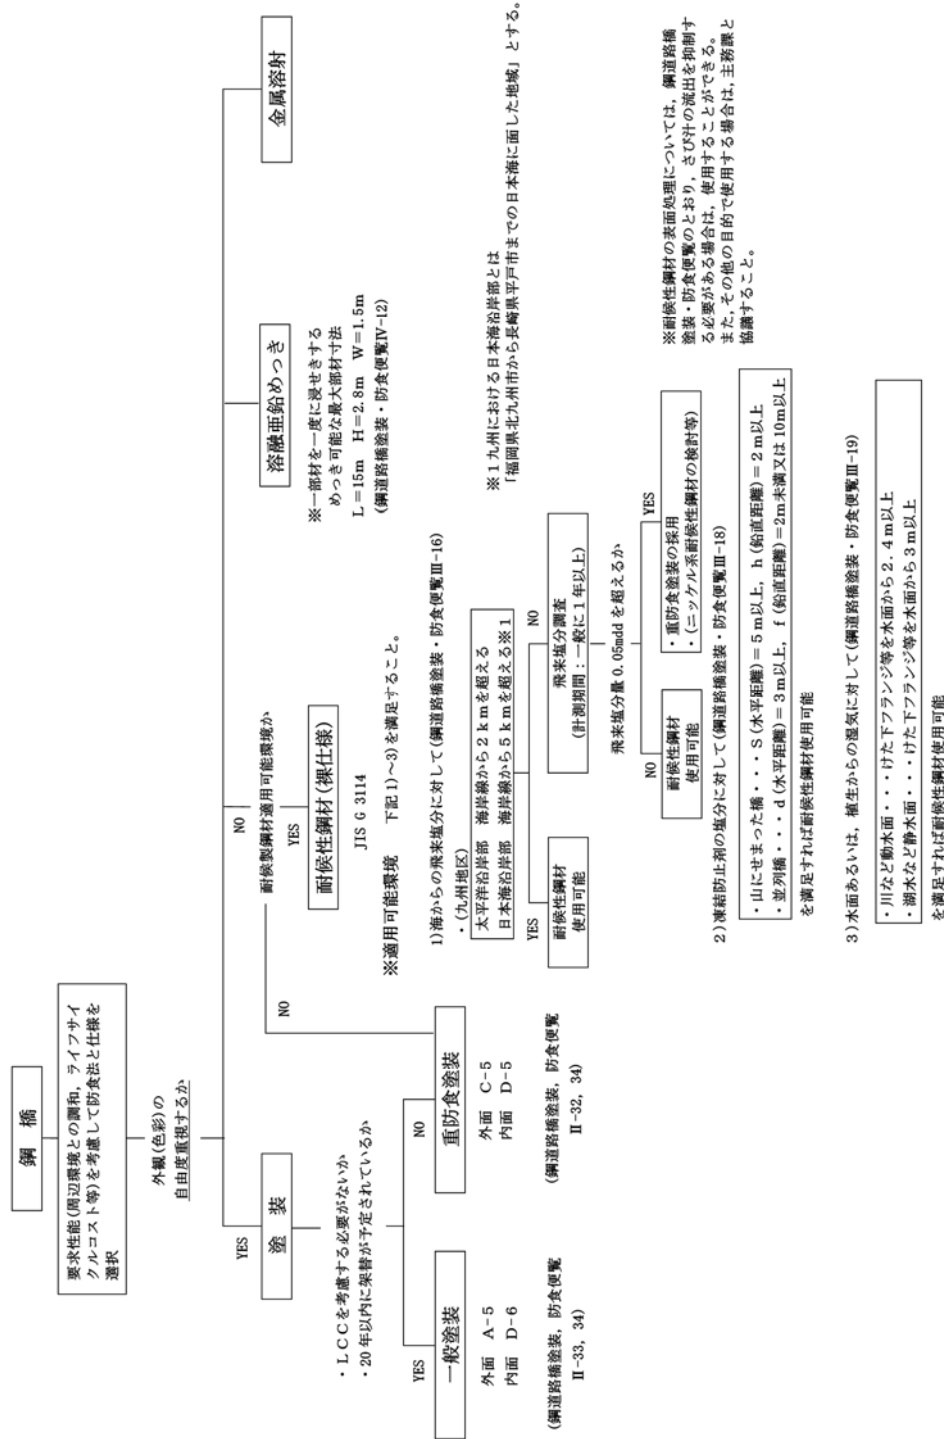 鋼　橋
要求性能(周辺環境との調和，ライフサイ
クルコスト等)を考慮して防食法と仕様を
選択
外観(色彩)の
自由度重視するか
YES
NO
塗　装
・ＬＣＣを考慮する必要がないか
・20年以内に架替が予定されているか
YES
NO
一般塗装
外面　A-5
内面　D-6
(鋼道路橋塗装，防食便覧
Ⅱ-33，34)
重防食塗装
外面　C-5
内面　D-5
(鋼道路橋塗装，防食便覧
Ⅱ-32，34)
耐候製鋼材適用可能環境か
NO
YES
耐候性鋼材(裸仕様)
JIS G 3114
※適用可能環境　下記1)～3)を満足すること。
溶融亜鉛めっき
※一部材を一度に浸せきする
めっき可能な最大部材寸法
L＝15m　H＝2.8m　W＝1.5m
(鋼道路橋塗装・防食便覧Ⅳ-12)
金属溶射
1)海からの飛来塩分に対して(鋼道路橋塗装・防食便覧Ⅲ-16)
・(九州地区)
太平洋沿岸部　海岸線から２ｋｍを超える
日本海沿岸部　海岸線から５ｋｍを超える※１
※１九州における日本海沿岸部とは
「福岡県北九州市から長崎県平戸市までの日本海に面した地域」とする。
YES
NO
耐候性鋼材
使用可能
飛来塩分調査
(計測期間：一般に１年以上)
飛来塩分量 0.05mdd を超えるか
NO
YES
耐候性鋼材
使用可能
・重防食塗装の採用
・(ニッケル系耐候性鋼材の検討等)
※耐候性鋼材の表面処理については，鋼道路橋
塗装・防食便覧のとおり，さび汁の流出を抑制す
る必要がある場合は，使用することができる。
また，その他の目的で使用する場合は，主務課と
協議すること。
２)凍結防止剤の塩分に対して(鋼道路橋塗装・防食便覧Ⅲ-18)
・山にせまった橋・・・Ｓ(水平距離)＝５ｍ以上，ｈ(鉛直距離)＝２ｍ以上
・並列橋・・・ｄ(水平距離)＝３ｍ以上，ｆ(鉛直距離)＝2m未満又は10m以上
を満足すれば耐候性鋼材使用可能
３)水面あるいは，植生からの湿気に対して(鋼道路橋塗装・防食便覧Ⅲ-19)
・川など動水面・・・けた下フランジ等を水面から２.４ｍ以上
・湖水など静水面・・・けた下フランジ等を水面から３ｍ以上
を満足すれば耐候性鋼材使用可能